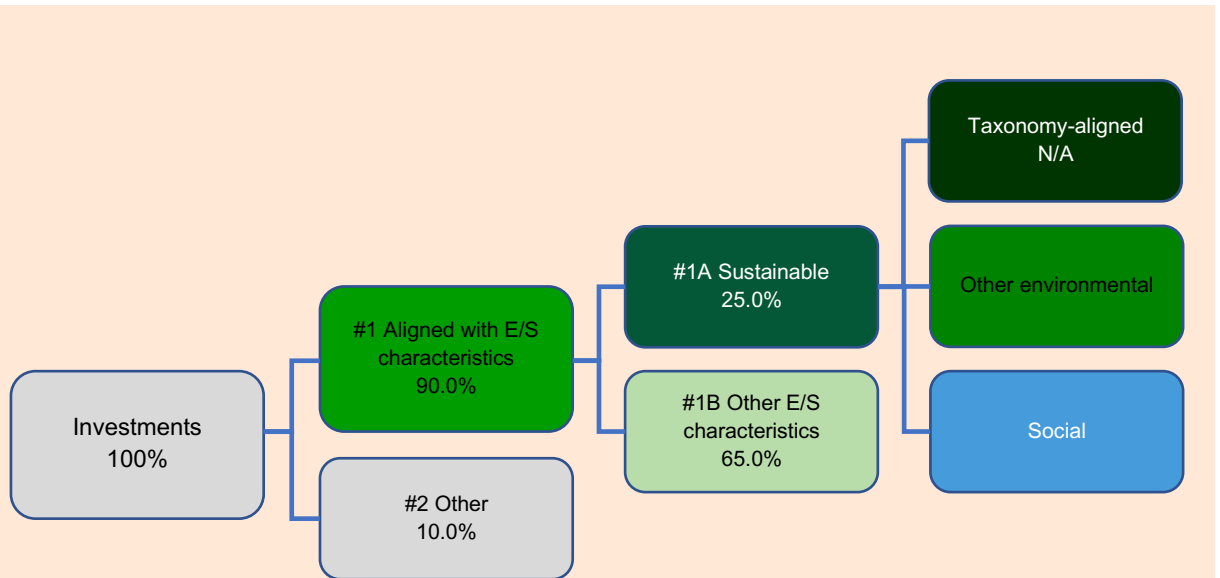 Investments
100%
#1 Aligned with E/S
characteristics
90.0%
#2 Other
10.0%
#1A Sustainable
25.0%
#1B Other E/S
characteristics
65.0%
Taxonomy-aligned
N/A
Other environmental
Social